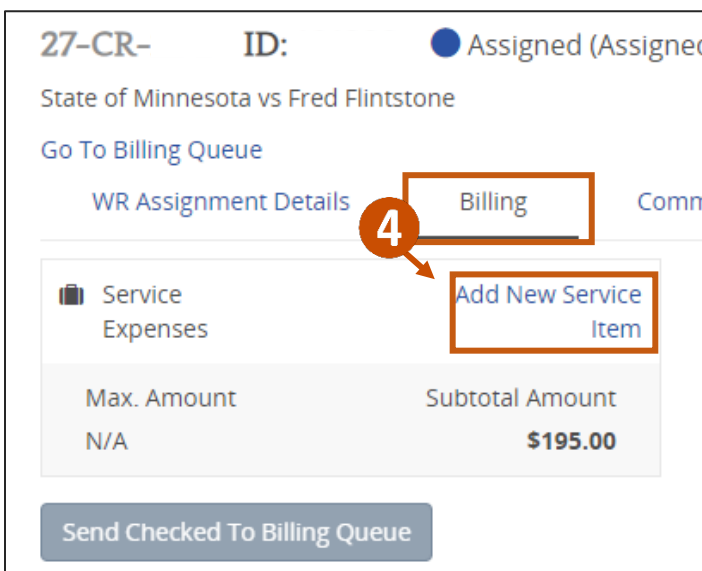 27-CR- ID: Assigned (Assigned
State of Minnesota vs Fred Flintstone
Go To Billing Queue
WR Assignment Details Billing Comm
4
Service Expenses
Add New Service Item
Max. Amount Subtotal Amount
N/A $195.00
Send Checked To Billing Queue